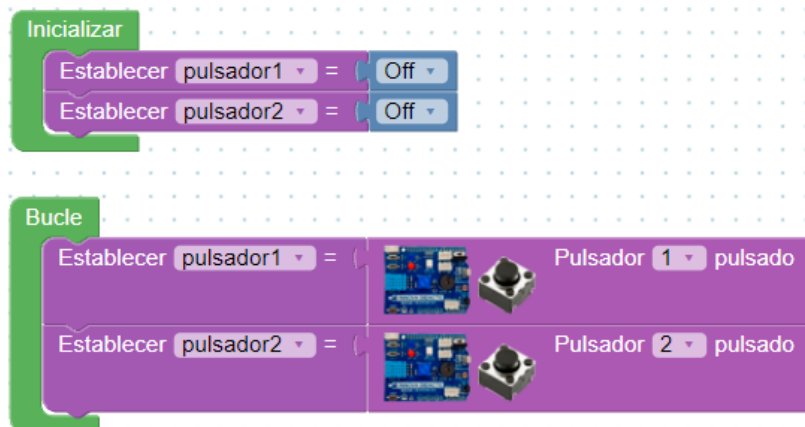 Inicializar
Establecer pulsador1 = Off
Establecer pulsador2 = Off
Bucle
Establecer pulsador1 = Pulsador 1 pulsado
Establecer pulsador2 = Pulsador 2 pulsado